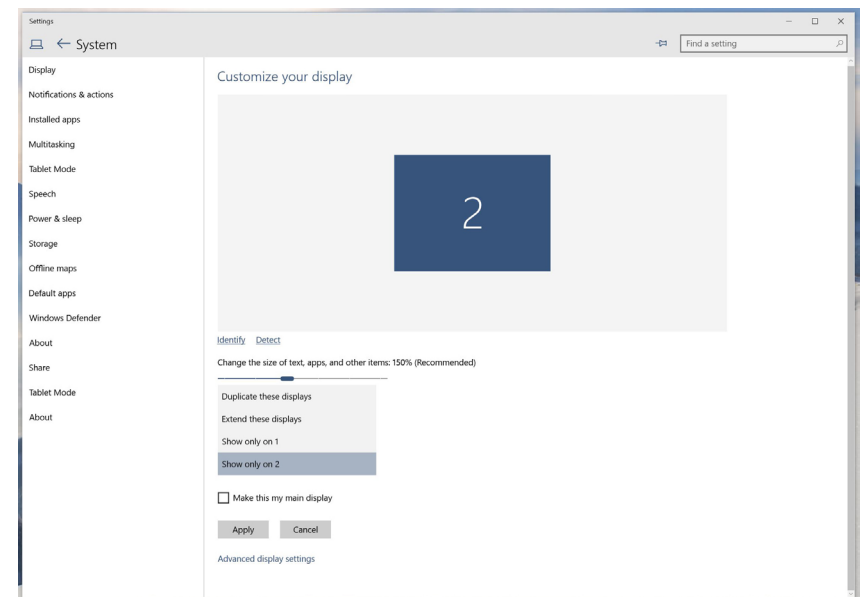 Settings
System
Find a setting
Display
Notifications & actions
Installed apps
Multitasking
Tablet Mode
Speech
Power & sleep
Storage
Offline maps
Default apps
Windows Defender
About
Share
Tablet Mode
About
Customize your display
2
Identify Detect
Change the size of text, apps, and other items: 150% (Recommended)
Duplicate these displays
Extend these displays
Show only on 1
Show only on 2
Make this my main display
Apply Cancel
Advanced display settings